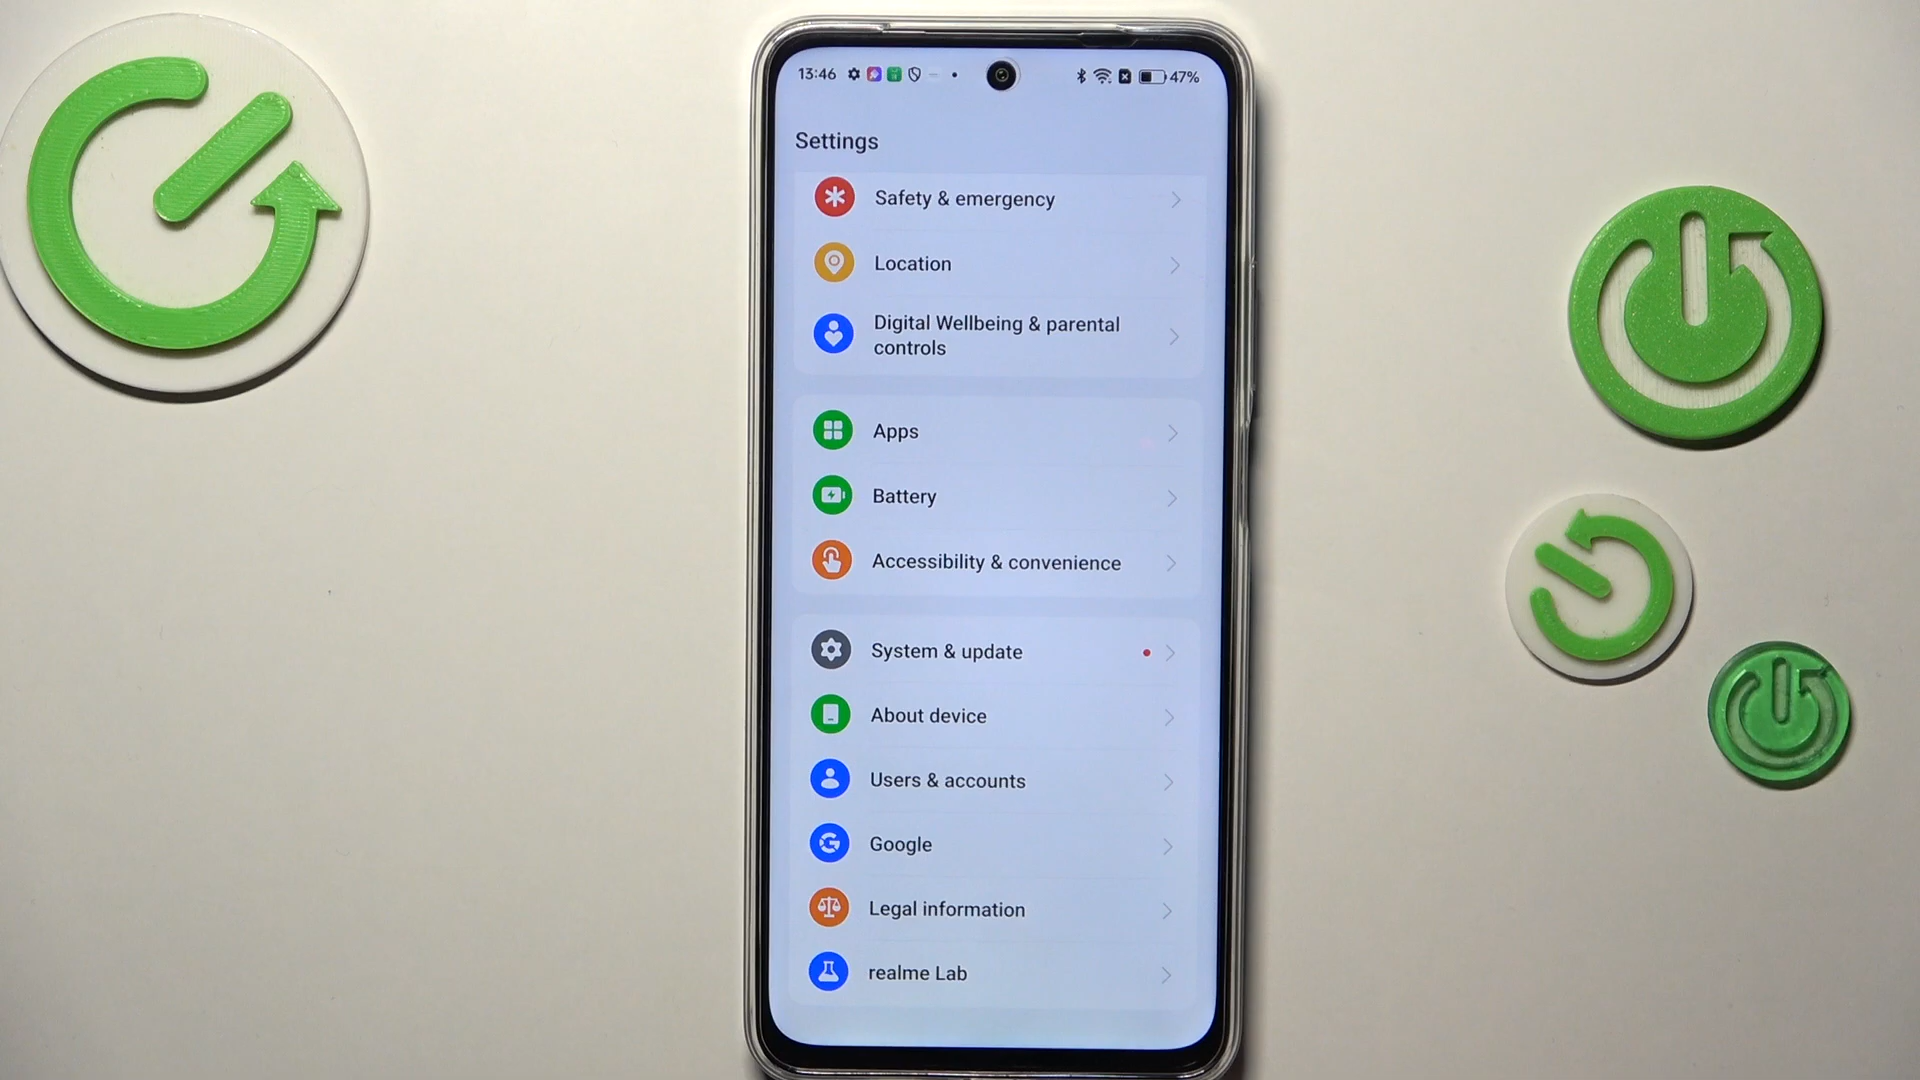 13:46
47%
Settings
Safety & emergency
Location
Digital Wellbeing & parental
controls
Apps
Battery
Accessibility & convenience
System & update
About device
Users & accounts
Google
Legal information
realme Lab